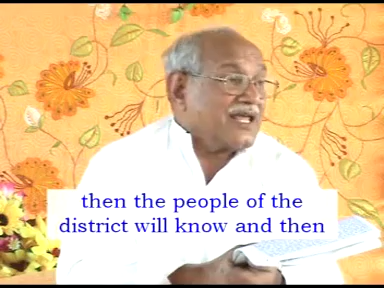 then the people of the
district will know and then